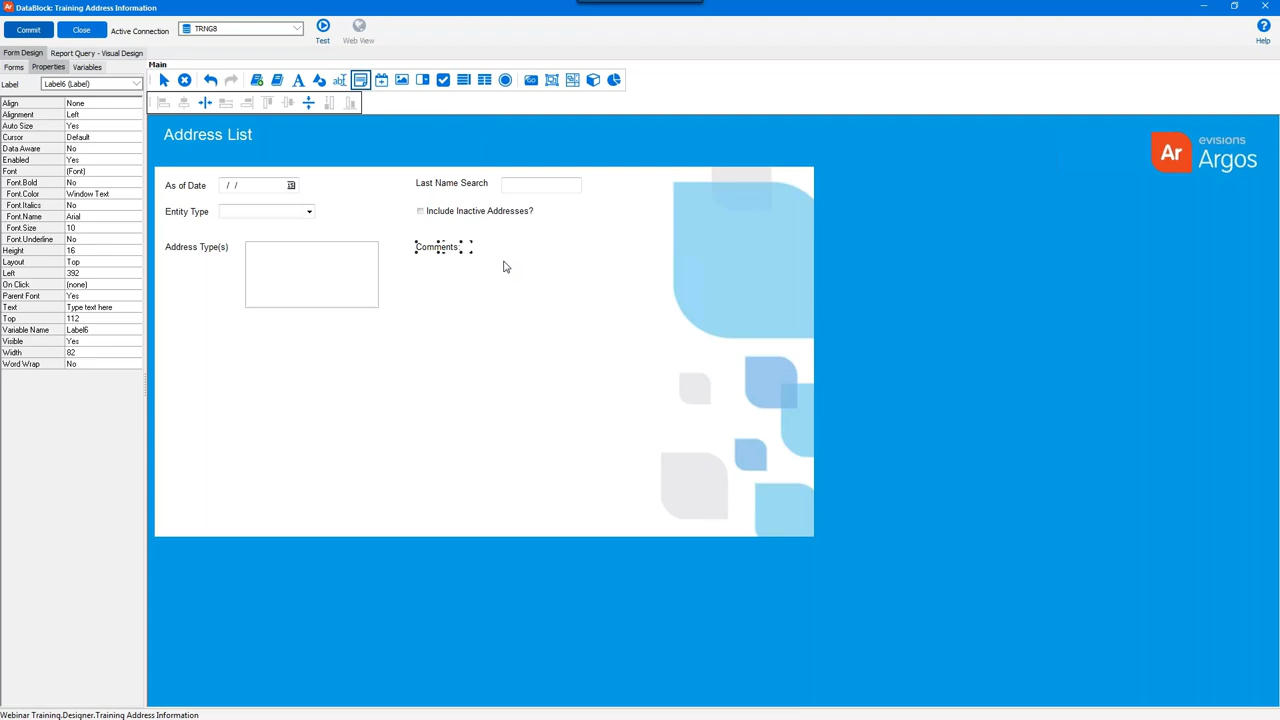 DataBlock: Training Address Information
Commit
Close
Active Connection
TRNG8
Test
Web View
Help
Form Design
Report Query - Visual Design
Forms
Properties
Variables
Main
Label
Label6 (Label)
Align None
Alignment Left
Auto Size Yes
Cursor Default
Data Aware No
Enabled Yes
Font (Font)
Font.Bold No
Font.Color Window Text
Font.Italics No
Font.Name Arial
Font.Size 10
Font.Underline No
Height 16
Layout Top
Left 392
On Click (none)
Parent Font Yes
Text Type text here
Top 112
Variable Name Label6
Visible Yes
Width 82
Word Wrap No
Address List
Ar evisions
Argos
As of Date / /
Last Name Search
Entity Type
Include Inactive Addresses?
Address Type(s)
Comments:
Webinar Training.Designer.Training Address Information